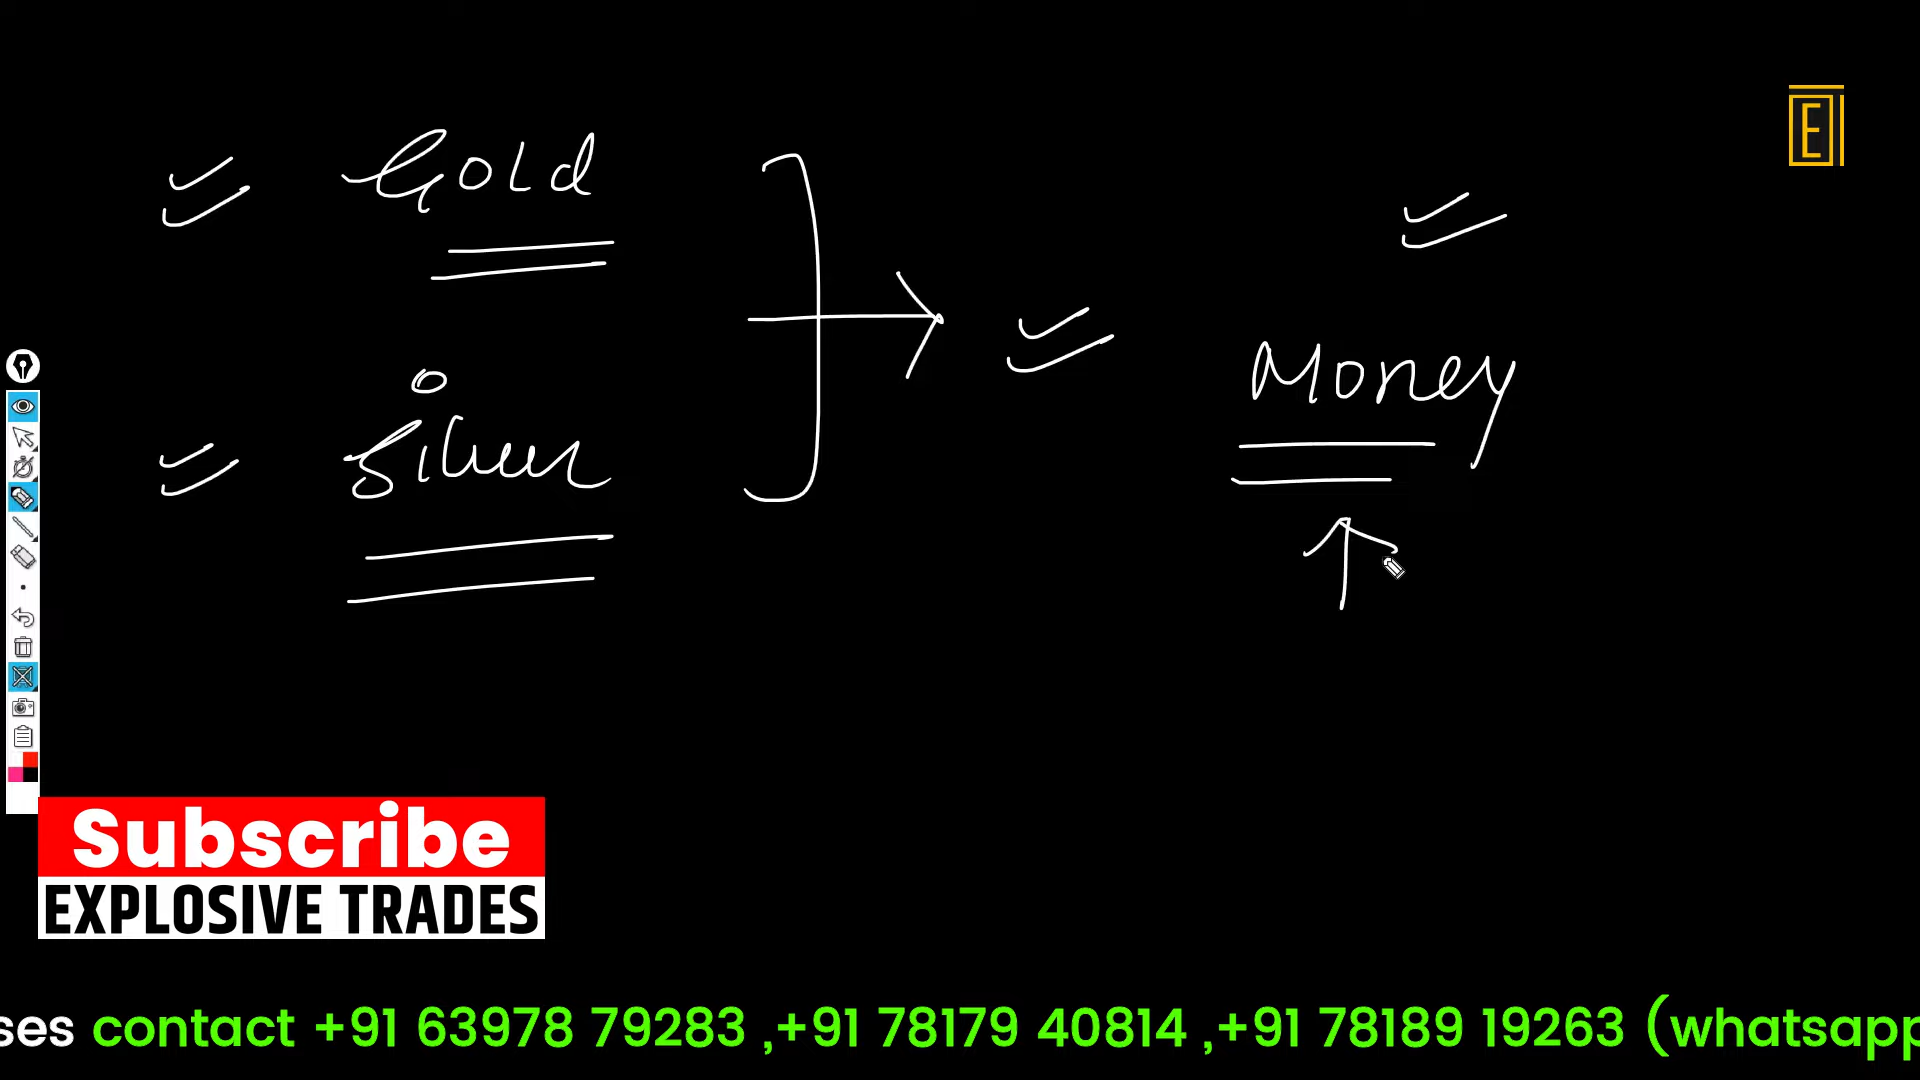 Gold
Silver
Money
E
Subscribe
EXPLOSIVE TRADES
ses contact +91 63978 79283 ,+91 78179 40814 ,+91 78189 19263 (whatsapp